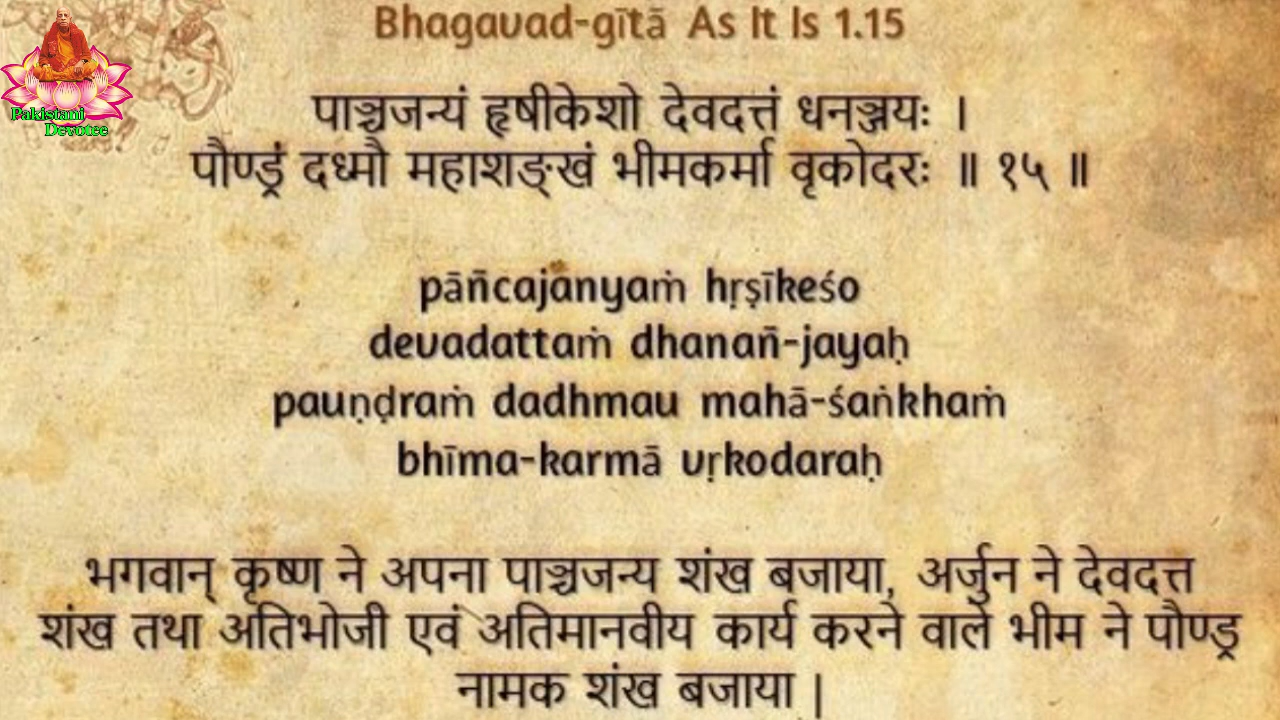 Bhagavad-gītā As It Is 1.15
Pakistani
Devotee
पाञ्चजन्यं हृषीकेशो देवदत्तं धनञ्जयः ।
पौण्ड्रं दध्मौ महाशङ्खं भीमकर्मा वृकोदरः ॥ १५ ॥
pāñcajanyaṁ hṛṣīkeśo
devadattaṁ dhanañ-jayaḥ
pauṇḍraṁ dadhmau mahā-śaṅkhaṁ
bhīma-karmā vṛkodaraḥ
भगवान् कृष्ण ने अपना पाञ्चजन्य शंख बजाया, अर्जुन ने देवदत्त
शंख तथा अतिभोजी एवं अतिमानवीय कार्य करने वाले भीम ने पौण्ड्र
नामक शंख बजाया |